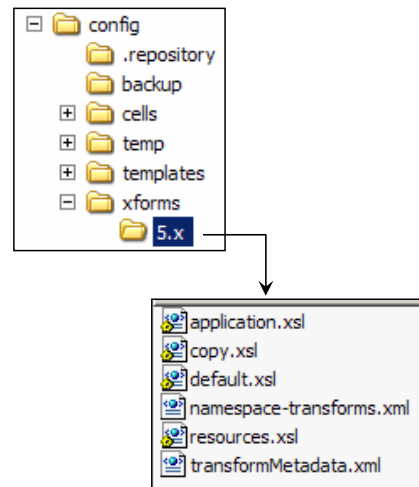 config
.repository
backup
cells
temp
templates
xforms
5.x
application.xsl
copy.xsl
default.xsl
namespace-transforms.xml
resources.xsl
transformMetadata.xml